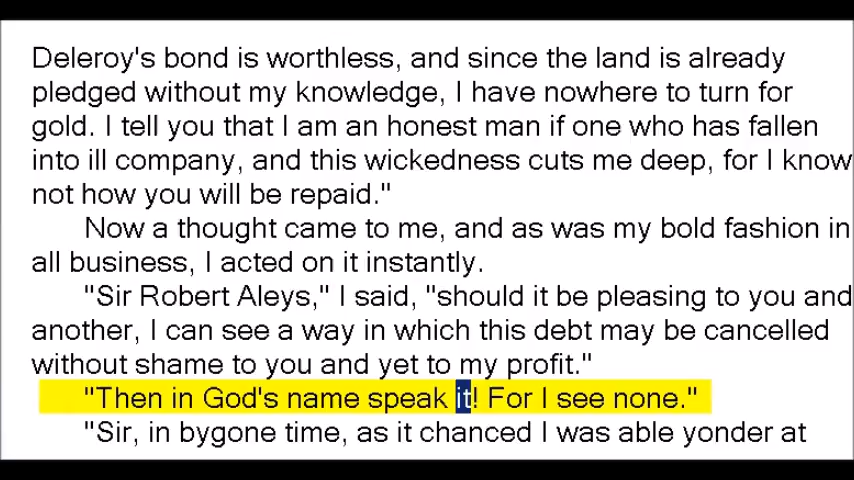 Deleroy's bond is worthless, and since the land is already
pledged without my knowledge, I have nowhere to turn for
gold. I tell you that I am an honest man if one who has fallen
into ill company, and this wickedness cuts me deep, for I know
not how you will be repaid."
Now a thought came to me, and as was my bold fashion in
all business, I acted on it instantly.
"Sir Robert Aleys," I said, "should it be pleasing to you and
another, I can see a way in which this debt may be cancelled
without shame to you and yet to my profit."
"Then in God's name speak it! For I see none."
"Sir, in bygone time, as it chanced I was able yonder at